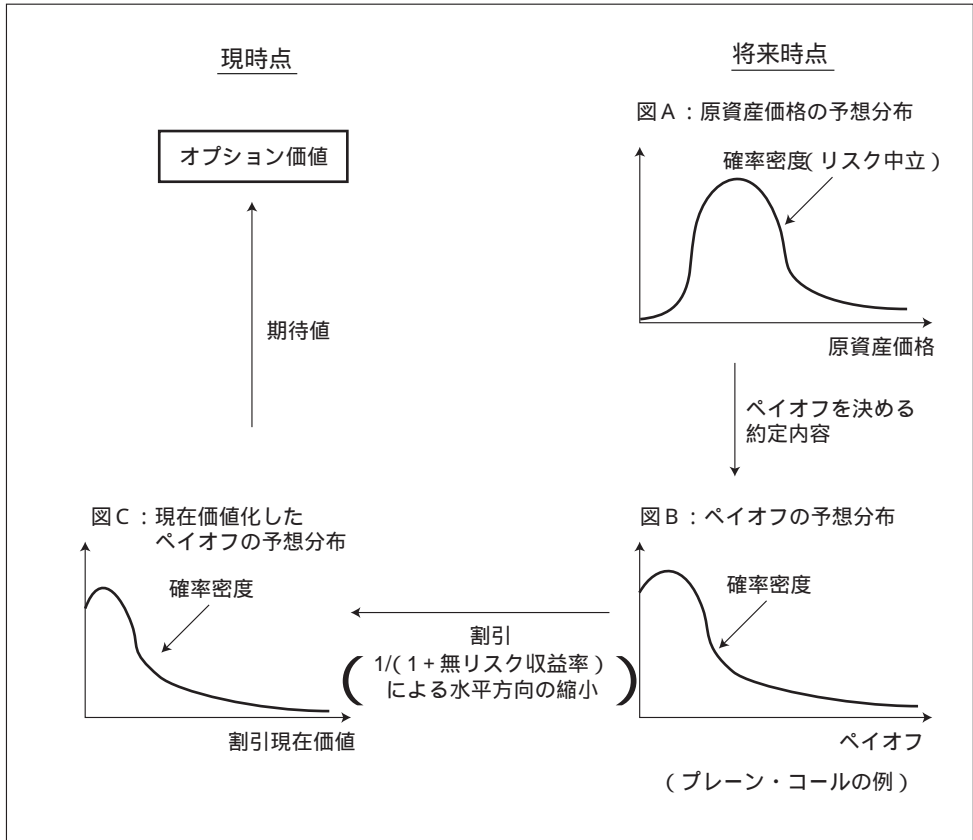 現時点
将来時点
図A:原資産価格の予想分布
オプション価値
確率密度(リスク中立)
期待値
原資産価格
ペイオフを決める
約定内容
図C:現在価値化した
ペイオフの予想分布
図B:ペイオフの予想分布
確率密度
確率密度
割引
1/(1+無リスク収益率)
による水平方向の縮小
割引現在価値
ペイオフ
(プレーン・コールの例)